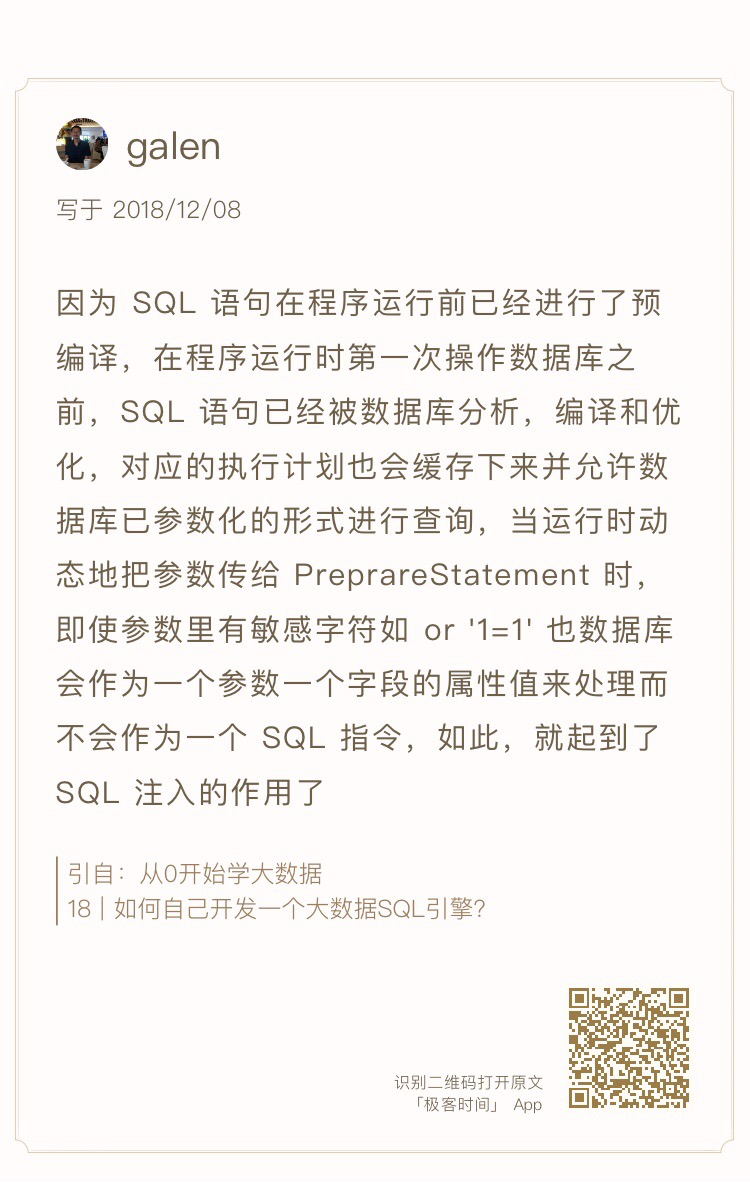 galen
写于 2018/12/08
因为 SQL 语句在程序运行前已经进行了预
编译，在程序运行时第一次操作数据库之
前，SQL 语句已经被数据库分析，编译和优
化，对应的执行计划也会缓存下来并允许数
据库已参数化的形式进行查询，当运行时动
态地把参数传给 PreprareStatement 时，
即使参数里有敏感字符如 or '1=1' 也数据库
会作为一个参数一个字段的属性值来处理而
不会作为一个 SQL 指令，如此，就起到了
SQL 注入的作用了
引自：从0开始学大数据
18 | 如何自己开发一个大数据SQL引擎?
识别二维码打开原文
「极客时间」 App